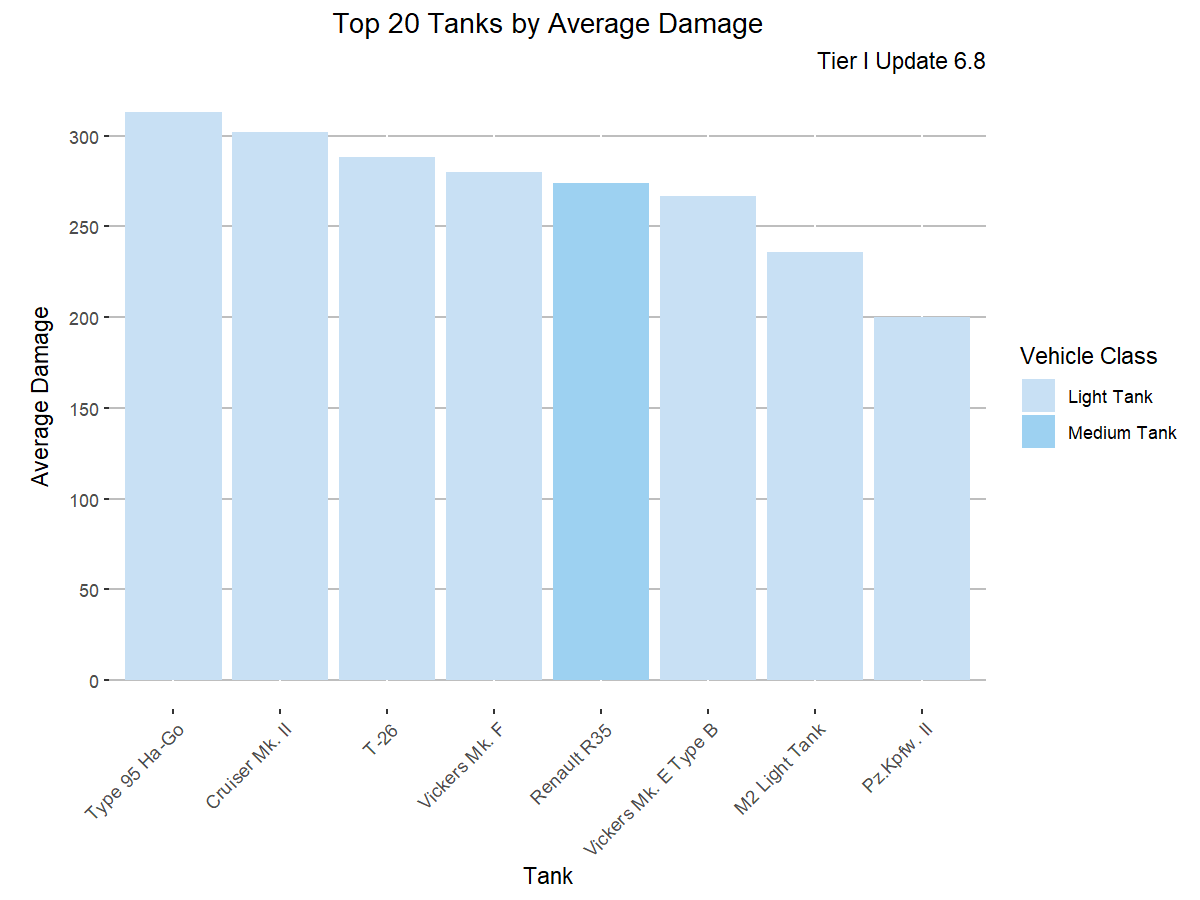 Top 20 Tanks by Average Damage
Tier I Update 6.8
Average Damage
300
250
200
150
100
50
0
Type 95 Ha-Go
Cruiser Mk. II
T-26
Vickers Mk. F
Renault R35
Vickers Mk. E Type B
M2 Light Tank
Pz.Kpfw. II
Tank
Vehicle Class
Light Tank
Medium Tank